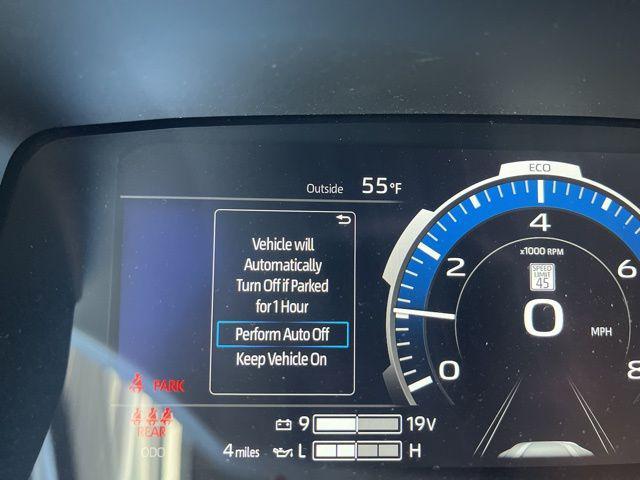 ECO
Outside 55°F
4
x1000 RPM
Vehicle will
Automatically
Turn Off if Parked
for 1 Hour
Perform Auto Off
Keep Vehicle On
2
6
SPEED
LIMIT
45
0
MPH
0
8
PARK
REAR
ODO
4 miles
9 19V
L H